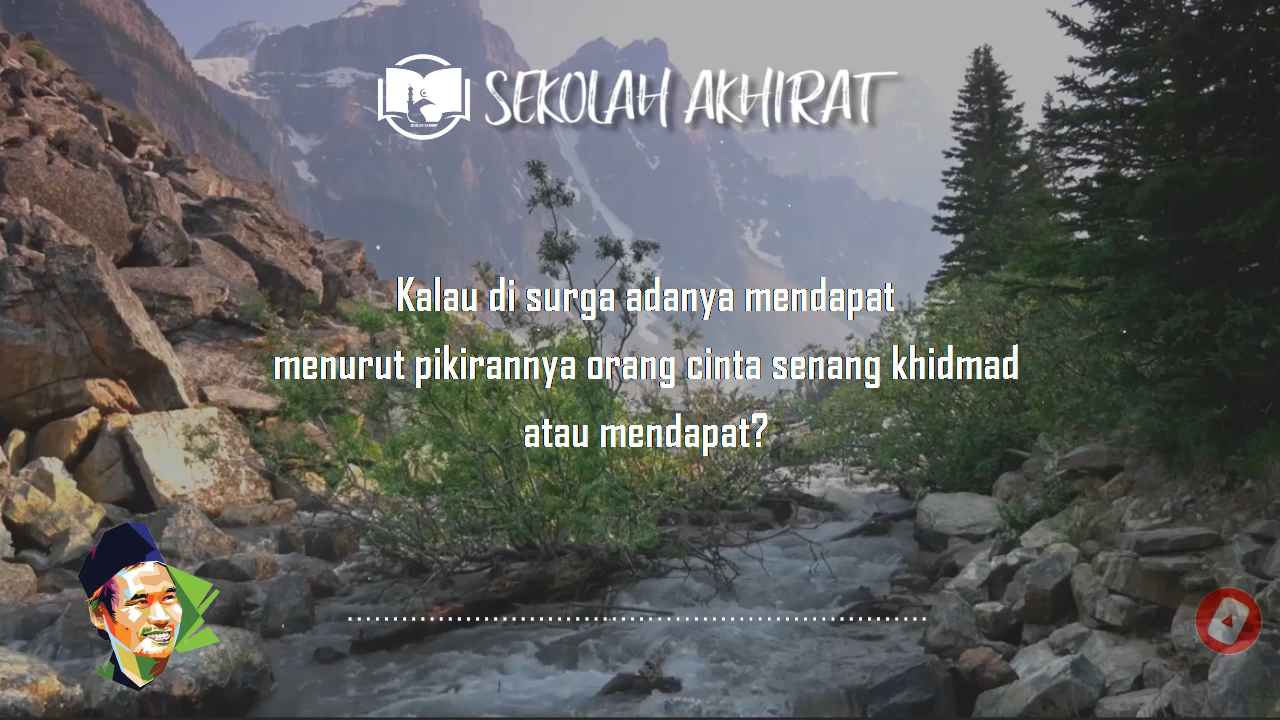 SEKOLAH AKHIRAT
Kalau di surga adanya mendapat
menurut pikirannya orang cinta senang khidmad
atau mendapat?